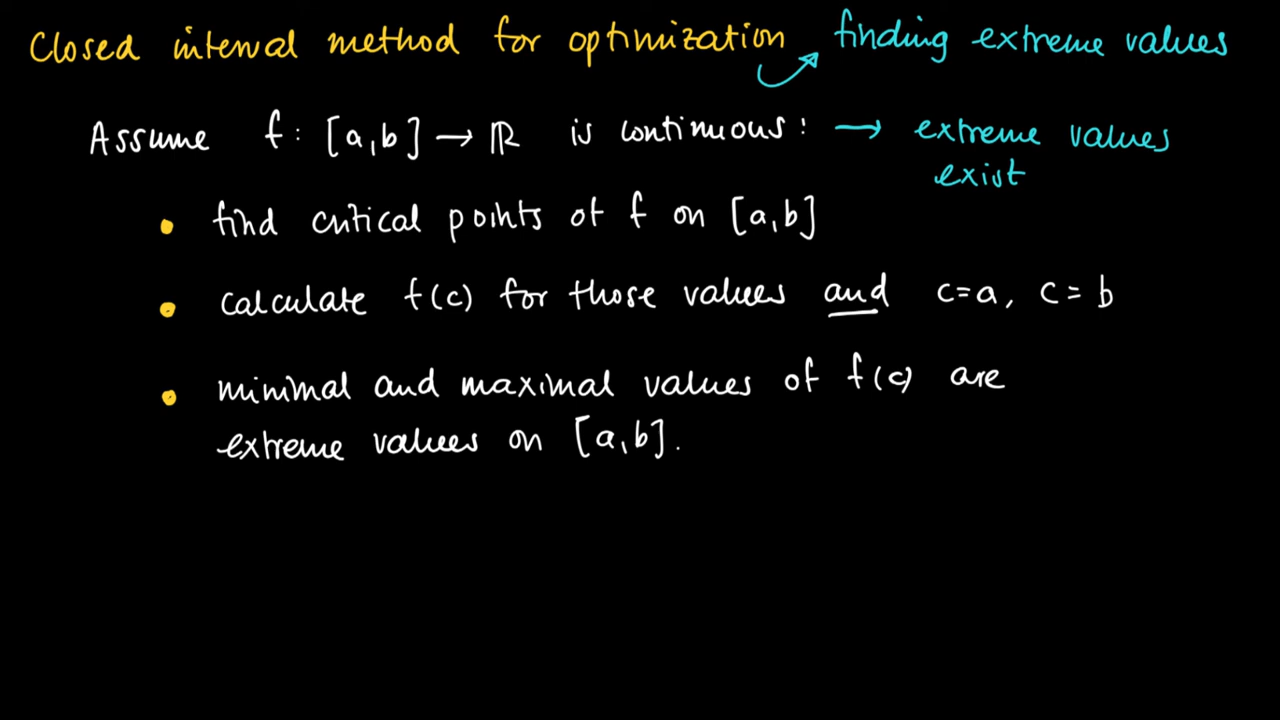 Closed interval method for optimization finding extreme values
Assume f: [a,b] → ℝ is continuous: → extreme values
exist
• find critical points of f on [a,b]
• calculate f(c) for those values and c=a, c=b
• minimal and maximal values of f(c) are
extreme values on [a,b].